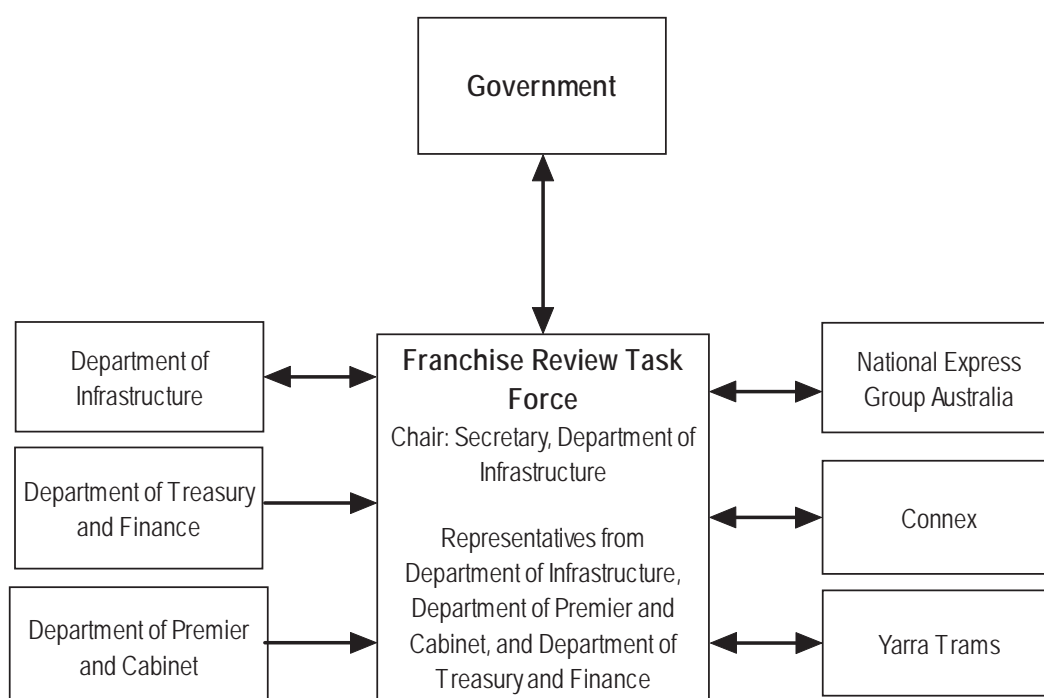 Government
Department of
Infrastructure
Department of Treasury
and Finance
Department of Premier
and Cabinet
Franchise Review Task
Force
Chair: Secretary, Department of
Infrastructure
Representatives from
Department of Infrastructure,
Department of Premier and
Cabinet, and Department of
Treasury and Finance
National Express
Group Australia
Connex
Yarra Trams